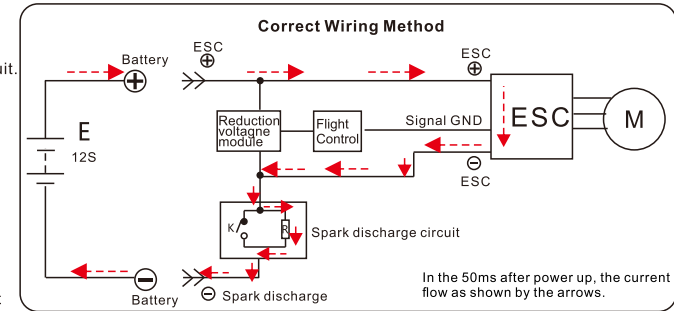 Correct Wiring Method
uit.
Battery
ESC
+
ESC
+
E
12S
Reduction
voltagne
module
Flight
Control
Signal GND
ESC
M
−
ESC
K
R
Spark discharge circuit
Battery
−
− Spark discharge
In the 50ms after power up, the current
flow as shown by the arrows.
t